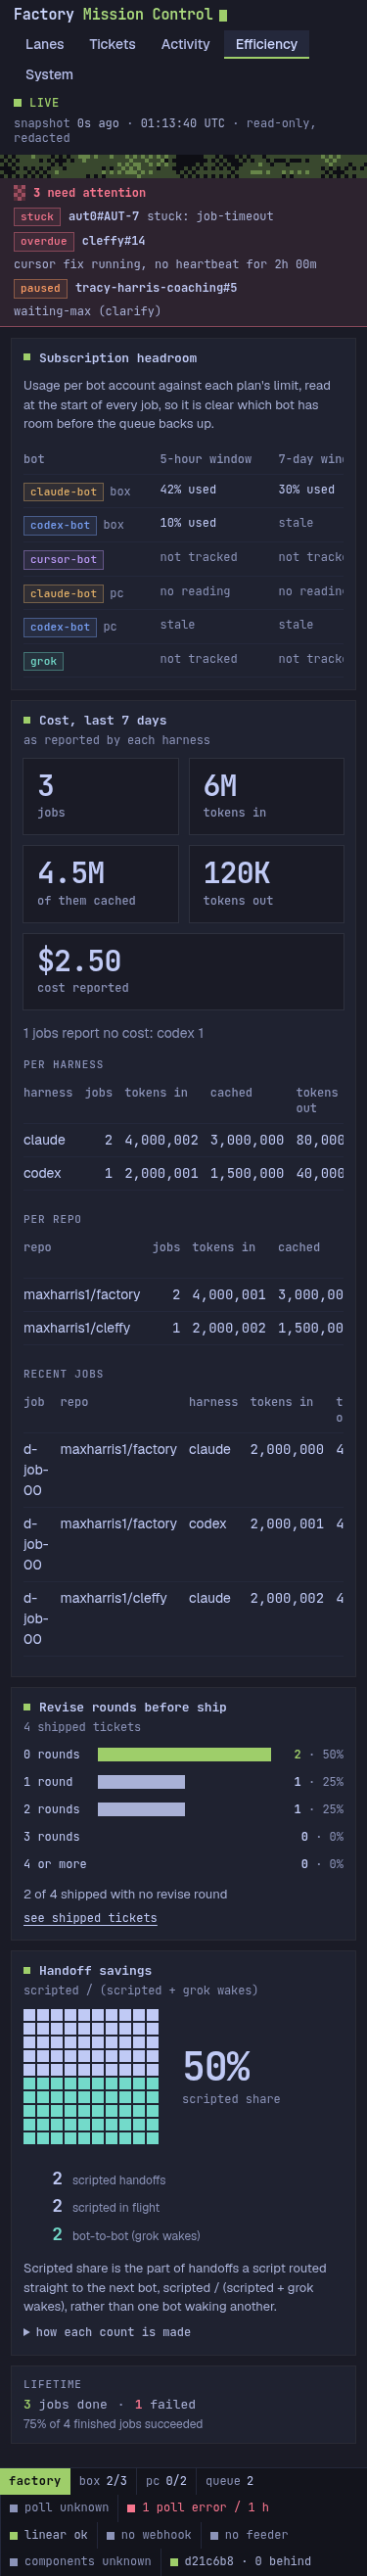 Factory Mission Control
Lanes Tickets Activity Efficiency
System
LIVE
snapshot 0s ago · 01:13:40 UTC · read-only,
redacted
3 need attention
stuck aut0#AUT-7 stuck: job-timeout
overdue cleffy#14
cursor fix running, no heartbeat for 2h 00m
paused tracy-harris-coaching#5
waiting-max (clarify)
Subscription headroom
Usage per bot account against each plan's limit, read
at the start of every job, so it is clear which bot has
room before the queue backs up.
bot 5-hour window 7-day win
claude-bot box 42% used 30% used
codex-bot box 10% used stale
cursor-bot not tracked not track
claude-bot pc no reading no readin
codex-bot pc stale stale
grok not tracked not track
Cost, last 7 days
as reported by each harness
3 6M
jobs tokens in
4.5M 120K
of them cached tokens out
$2.50
cost reported
1 jobs report no cost: codex 1
PER HARNESS
harness jobs tokens in cached tokens
out
claude 2 4,000,002 3,000,000 80,000
codex 1 2,000,001 1,500,000 40,000
PER REPO
repo jobs tokens in cached
maxharris1/factory 2 4,000,001 3,000,00
maxharris1/cleffy 1 2,000,002 1,500,00
RECENT JOBS
job repo harness tokens in t
o
d- maxharris1/factory claude 2,000,000 4
job-
00
d- maxharris1/factory codex 2,000,001 4
job-
00
d- maxharris1/cleffy claude 2,000,002 4
job-
00
Revise rounds before ship
4 shipped tickets
0 rounds 2 · 50%
1 round 1 · 25%
2 rounds 1 · 25%
3 rounds 0 · 0%
4 or more 0 · 0%
2 of 4 shipped with no revise round
see shipped tickets
Handoff savings
scripted / (scripted + grok wakes)
50%
scripted share
2 scripted handoffs
2 scripted in flight
2 bot-to-bot (grok wakes)
Scripted share is the part of handoffs a script routed
straight to the next bot, scripted / (scripted + grok
wakes), rather than one bot waking another.
how each count is made
LIFETIME
3 jobs done · 1 failed
75% of 4 finished jobs succeeded
factory box 2/3 pc 0/2 queue 2
poll unknown 1 poll error / 1 h
linear ok no webhook no feeder
components unknown d21c6b8 · 0 behind